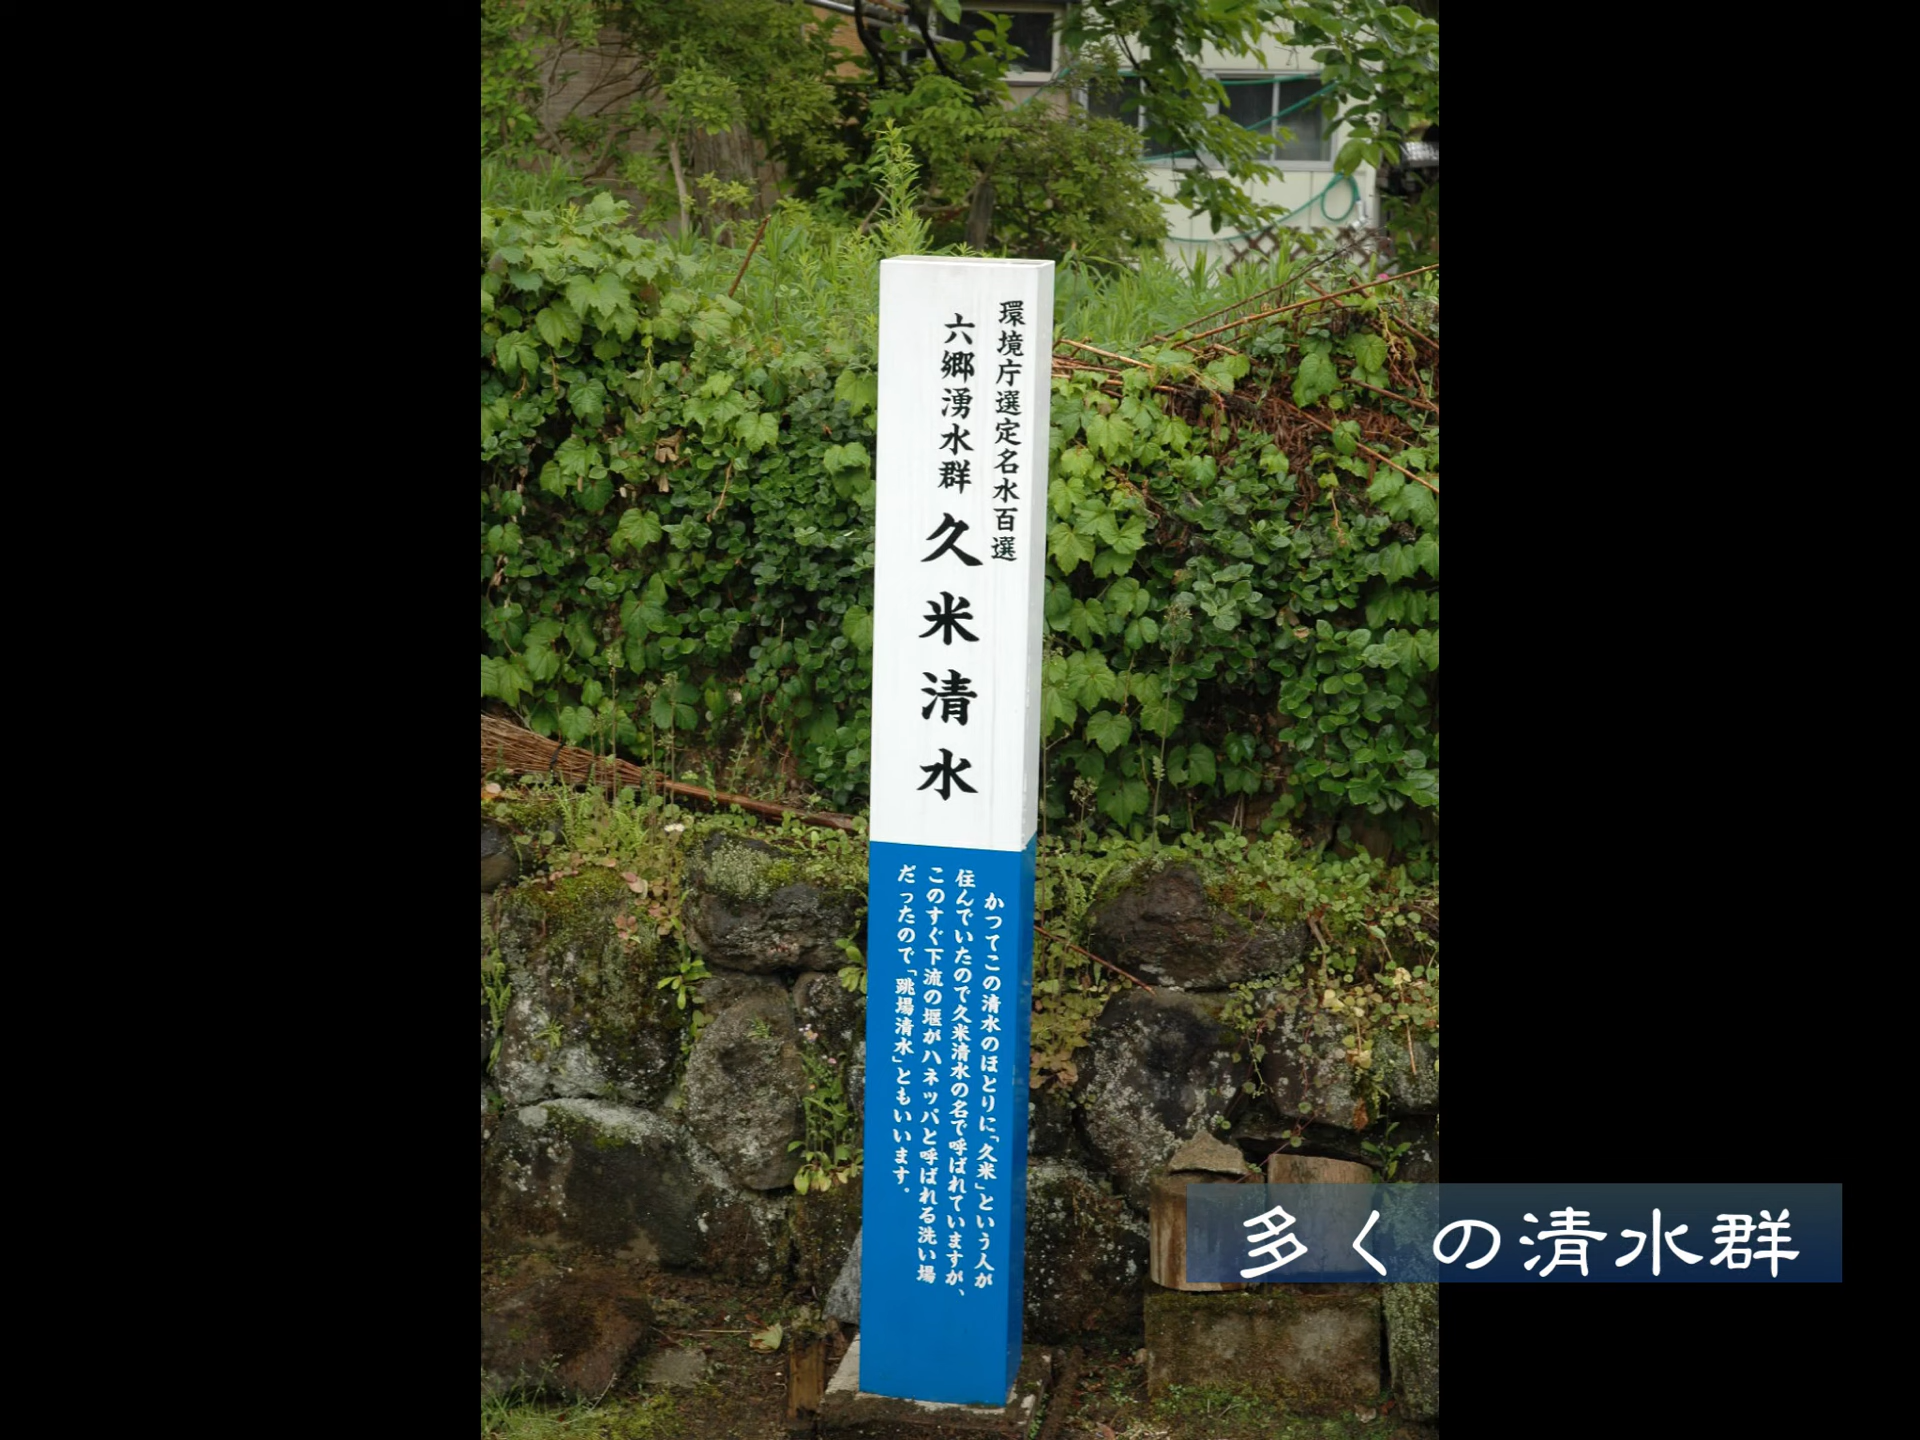 環境庁選定名水百選
六郷湧水群 久米清水
かつてこの清水のほとりに「久米」という人が
住んでいたので久米清水の名で呼ばれていますが、
このすぐ下流の堰がハネッパと呼ばれる洗い場
だったので「跳場清水」ともいいます。
多くの清水群